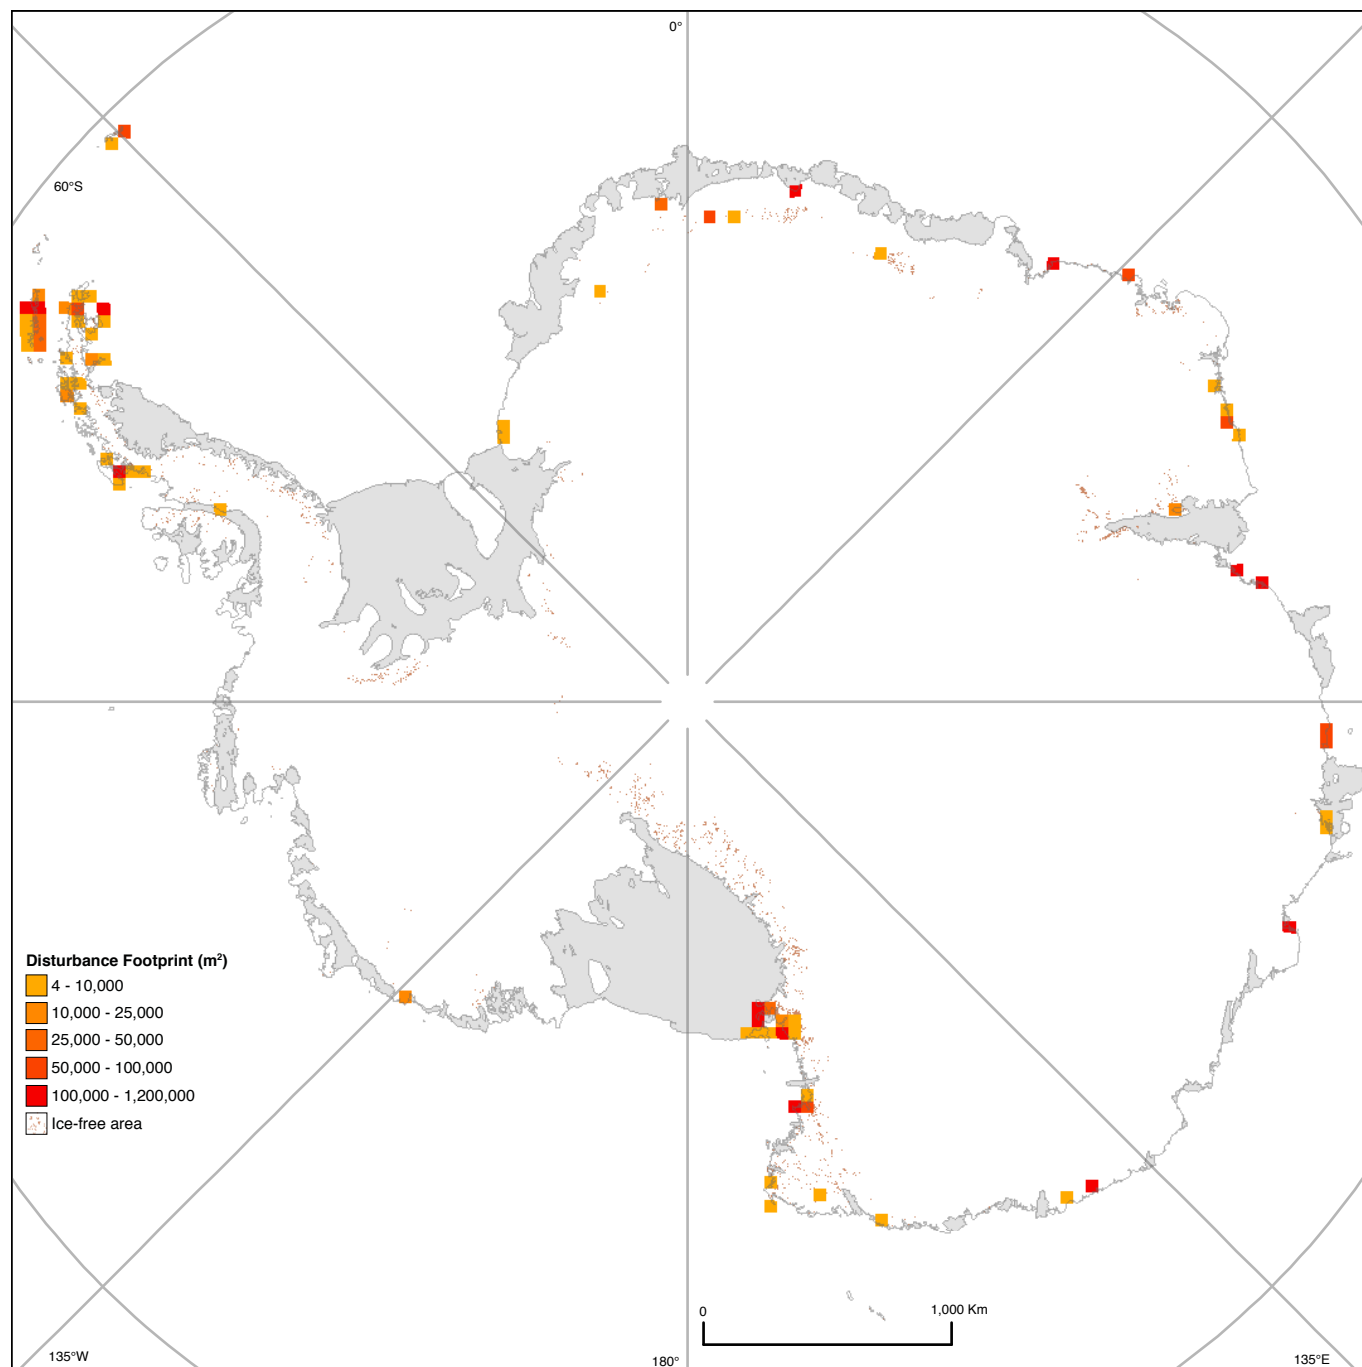 0°
60°S
Disturbance Footprint (m²)
4 - 10,000
10,000 - 25,000
25,000 - 50,000
50,000 - 100,000
100,000 - 1,200,000
Ice-free area
0 1,000 Km
135°W 180° 135°E